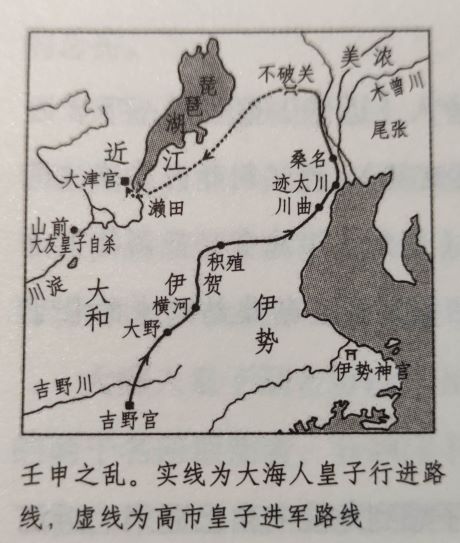 美浓
不破关
木曾川
尾张
琵琶湖
近江
桑名
迹太川
大津宫
川曲
濑田
山前
大友皇子自杀
积殖
川淀
伊贺
大和
横河
伊势
大野
伊势神宫
吉野川
吉野宫
壬申之乱。实线为大海人皇子行进路
线，虚线为高市皇子进军路线